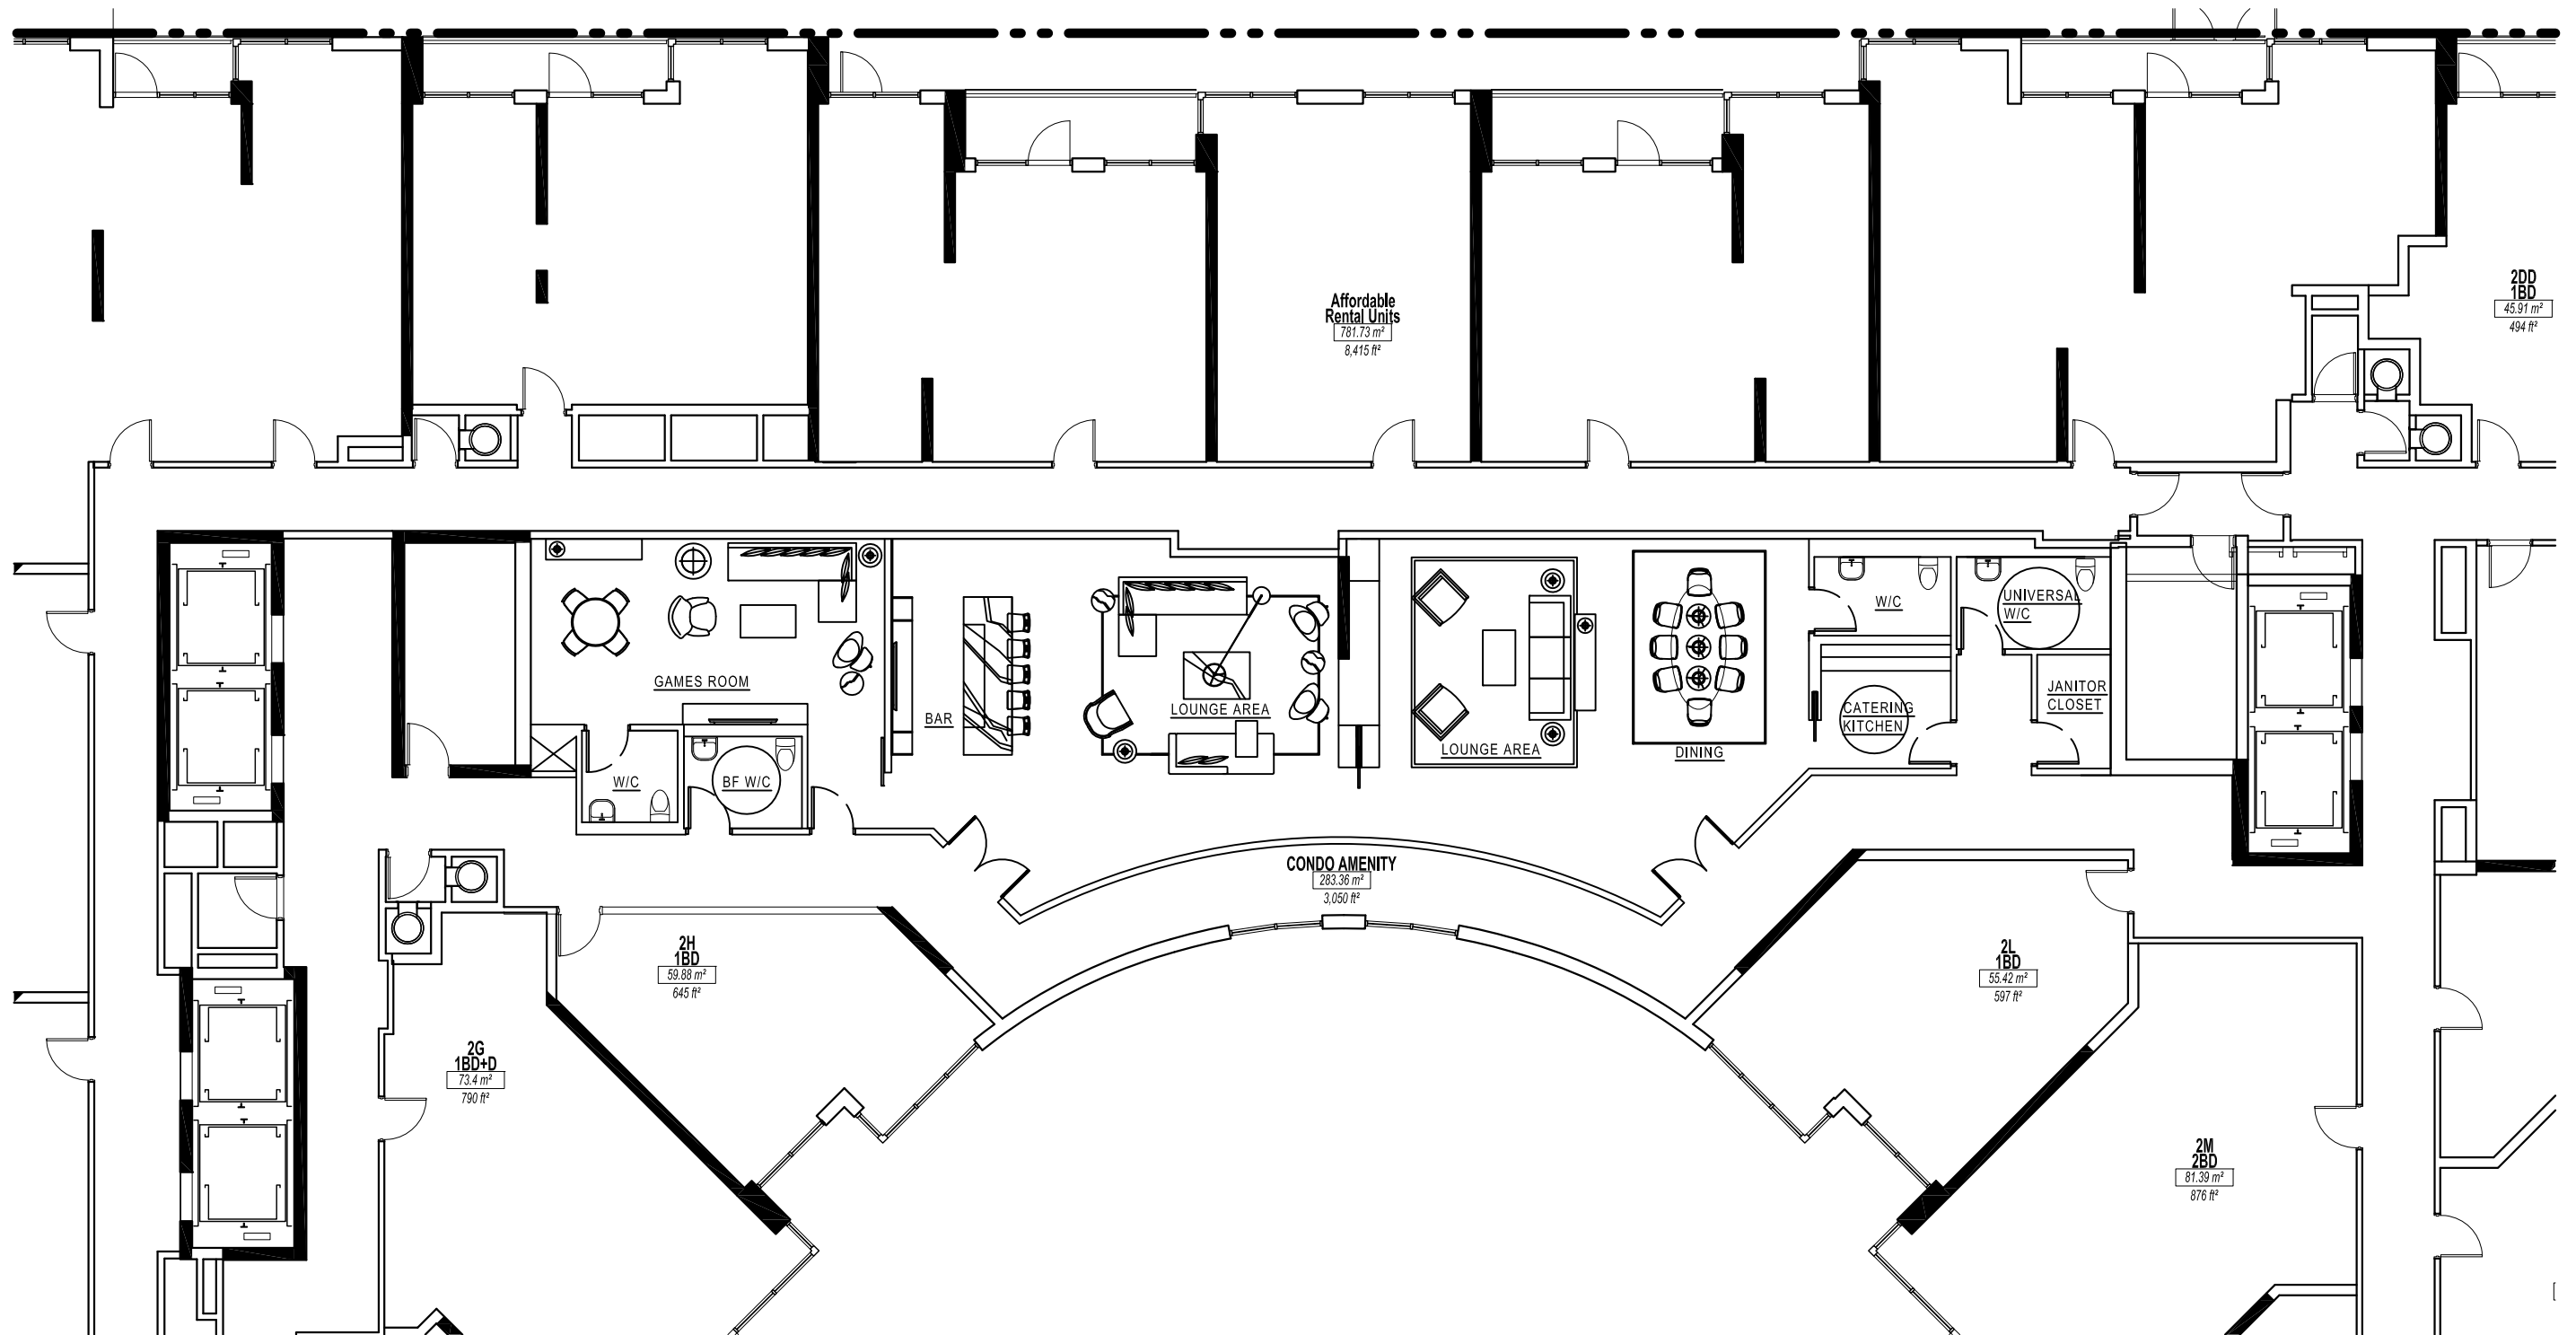 Affordable
Rental Units
781.73 m²
8,415 ft²
2DD
1BD
45.91 m²
494 ft²
GAMES ROOM
BAR
LOUNGE AREA
LOUNGE AREA
DINING
W/C
UNIVERSAL
W/C
CATERING
KITCHEN
JANITOR
CLOSET
W/C
BF W/C
CONDO AMENITY
283.36 m²
3,050 ft²
2H
1BD
59.88 m²
645 ft²
2L
1BD
55.42 m²
597 ft²
2G
1BD+D
73.4 m²
790 ft²
2M
2BD
81.39 m²
876 ft²